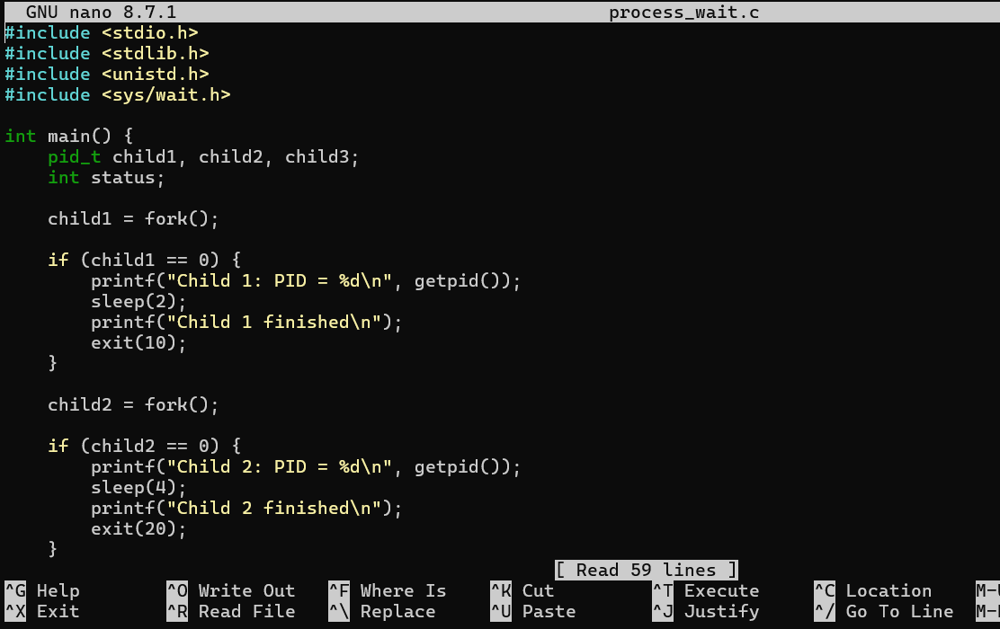 GNU nano 8.7.1 process_wait.c
#include <stdio.h>
#include <stdlib.h>
#include <unistd.h>
#include <sys/wait.h>
int main() {
    pid_t child1, child2, child3;
    int status;
    child1 = fork();
    if (child1 == 0) {
        printf("Child 1: PID = %d\n", getpid());
        sleep(2);
        printf("Child 1 finished\n");
        exit(10);
    }
    child2 = fork();
    if (child2 == 0) {
        printf("Child 2: PID = %d\n", getpid());
        sleep(4);
        printf("Child 2 finished\n");
        exit(20);
    }
[ Read 59 lines ]
^G Help ^O Write Out ^F Where Is ^K Cut ^T Execute ^C Location
^X Exit ^R Read File ^\ Replace ^U Paste ^J Justify ^/ Go To Line